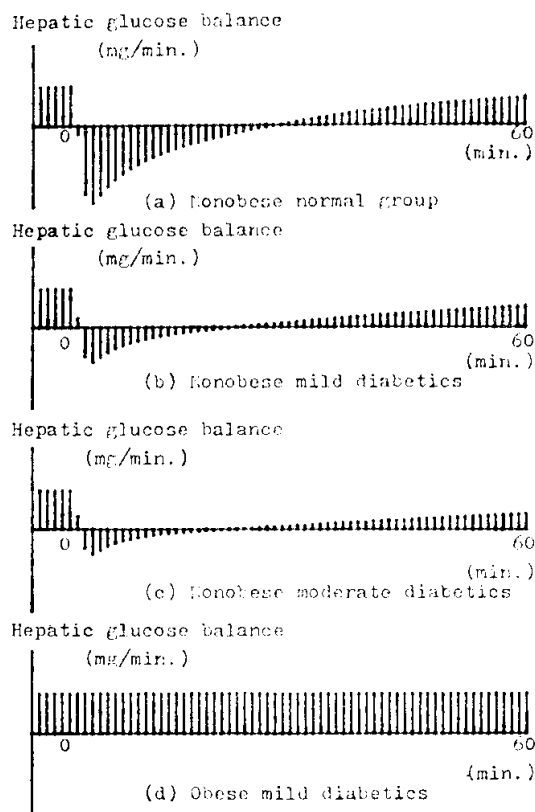 Hepatic glucose balance
(mg/min.)
0
60
(min.)
(a) Nonobese normal group
Hepatic glucose balance
(mg/min.)
0
60
(min.)
(b) Nonobese mild diabetics
Hepatic glucose balance
(mg/min.)
0
60
(min.)
(c) Nonobese moderate diabetics
Hepatic glucose balance
(mg/min.)
0
60
(min.)
(d) Obese mild diabetics